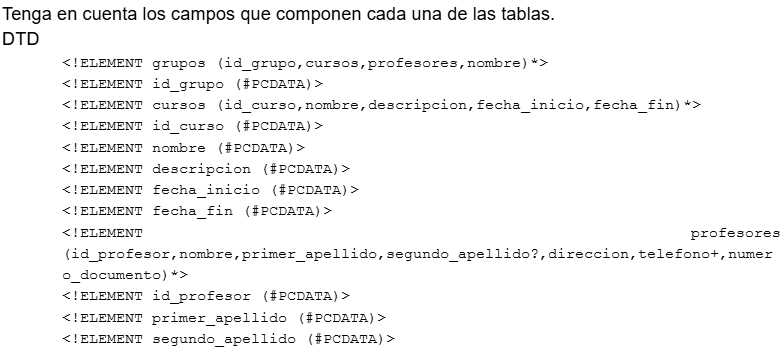 Tenga en cuenta los campos que componen cada una de las tablas.
DTD
<!ELEMENT grupos (id_grupo,cursos,profesores,nombre)*>
<!ELEMENT id_grupo (#PCDATA)>
<!ELEMENT cursos (id_curso,nombre,descripcion,fecha_inicio,fecha_fin)*>
<!ELEMENT id_curso (#PCDATA)>
<!ELEMENT nombre (#PCDATA)>
<!ELEMENT descripcion (#PCDATA)>
<!ELEMENT fecha_inicio (#PCDATA)>
<!ELEMENT fecha_fin (#PCDATA)>
<!ELEMENT profesores
(id_profesor,nombre,primer_apellido,segundo_apellido?,direccion,telefono+,numer
o_documento)*>
<!ELEMENT id_profesor (#PCDATA)>
<!ELEMENT primer_apellido (#PCDATA)>
<!ELEMENT segundo_apellido (#PCDATA)>